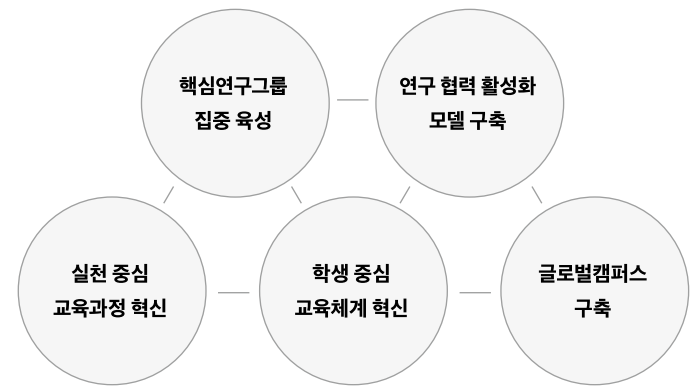 핵심연구그룹
집중 육성
연구 협력 활성화
모델 구축
실천 중심
교육과정 혁신
학생 중심
교육체계 혁신
글로벌캠퍼스
구축